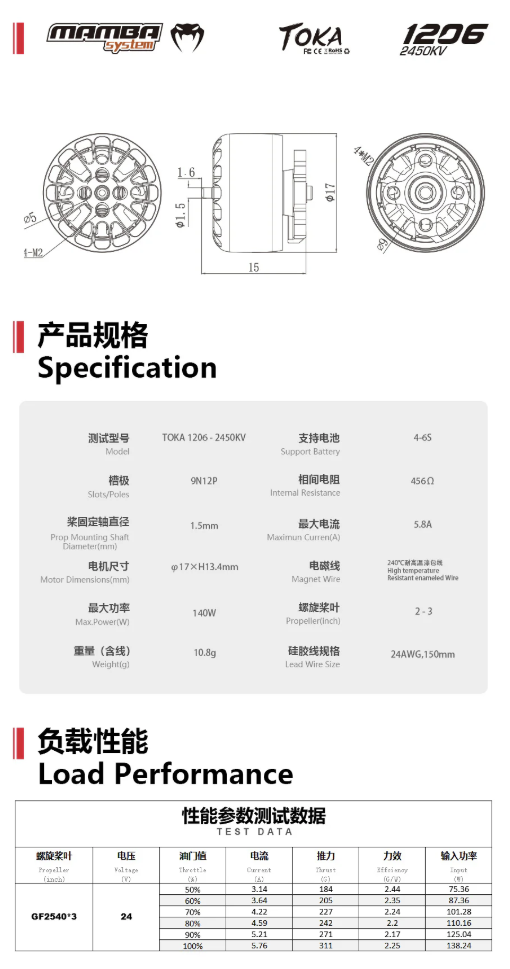 MAMBA
system
TOKA
FC CE RoHS
1206
2450KV
1.6
φ1.5
φ17
15
φ5
4-M2
4*M2
φ9
产品规格
Specification
测试型号 TOKA 1206 - 2450KV 支持电池 4-6S
Model Support Battery
槽极 9N12P 相间电阻 456Ω
Slots/Poles Internal Resistance
桨固定轴直径 1.5mm 最大电流 5.8A
Prop Mounting Shaft Maximun Curren(A)
Diameter(mm)
电机尺寸 φ17×H13.4mm 电磁线 240℃耐高温漆包线
Motor Dimensions(mm) Magnet Wire High temperature
Resistant enameled Wire
最大功率 140W 螺旋桨叶 2 - 3
Max.Power(W) Propeller(inch)
重量（含线） 10.8g 硅胶线规格 24AWG,150mm
Weight(g) Lead Wire Size
负载性能
Load Performance
性能参数测试数据
TEST DATA
螺旋桨叶 电压 油门值 电流 推力 力效 输入功率
Propeller Voltage Throttle Current Thrust Efficiency Input
(inch) (V) (%) (A) (G) (G/W) (W)
GF2540*3 24 50% 3.14 184 2.44 75.36
60% 3.64 205 2.35 87.36
70% 4.22 227 2.24 101.28
80% 4.59 242 2.2 110.16
90% 5.21 271 2.17 125.04
100% 5.76 311 2.25 138.24